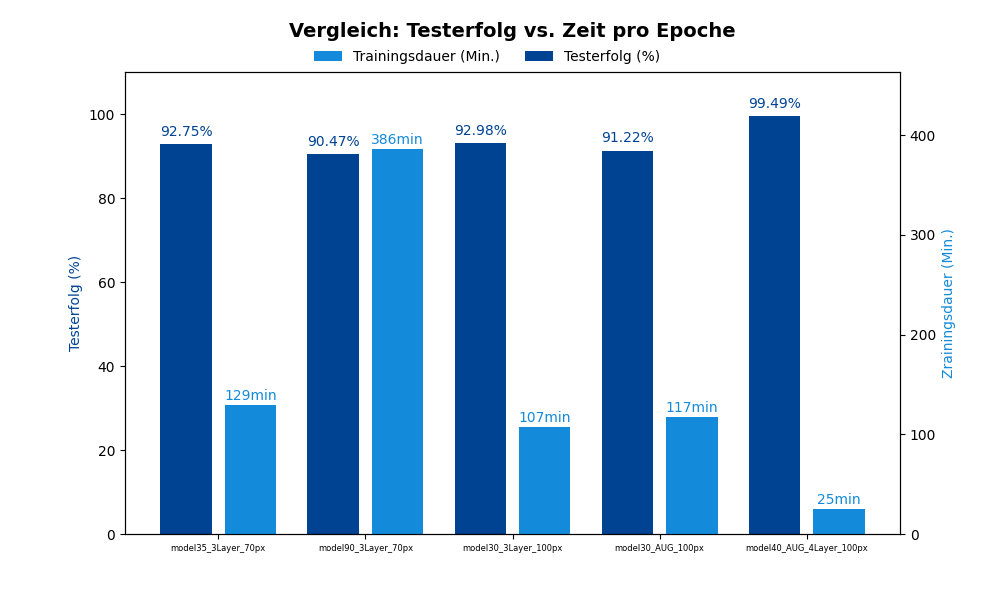 Vergleich: Testerfolg vs. Zeit pro Epoche
Trainingsdauer (Min.) Testerfolg (%)
Testerfolg (%)
100
80
60
40
20
0
92.75%
129min
90.47%
386min
92.98%
107min
91.22%
117min
99.49%
25min
400
300
200
100
0
Zrainingsdauer (Min.)
model35_3Layer_70px model90_3Layer_70px model30_3Layer_100px model30_AUG_100px model40_AUG_4Layer_100px